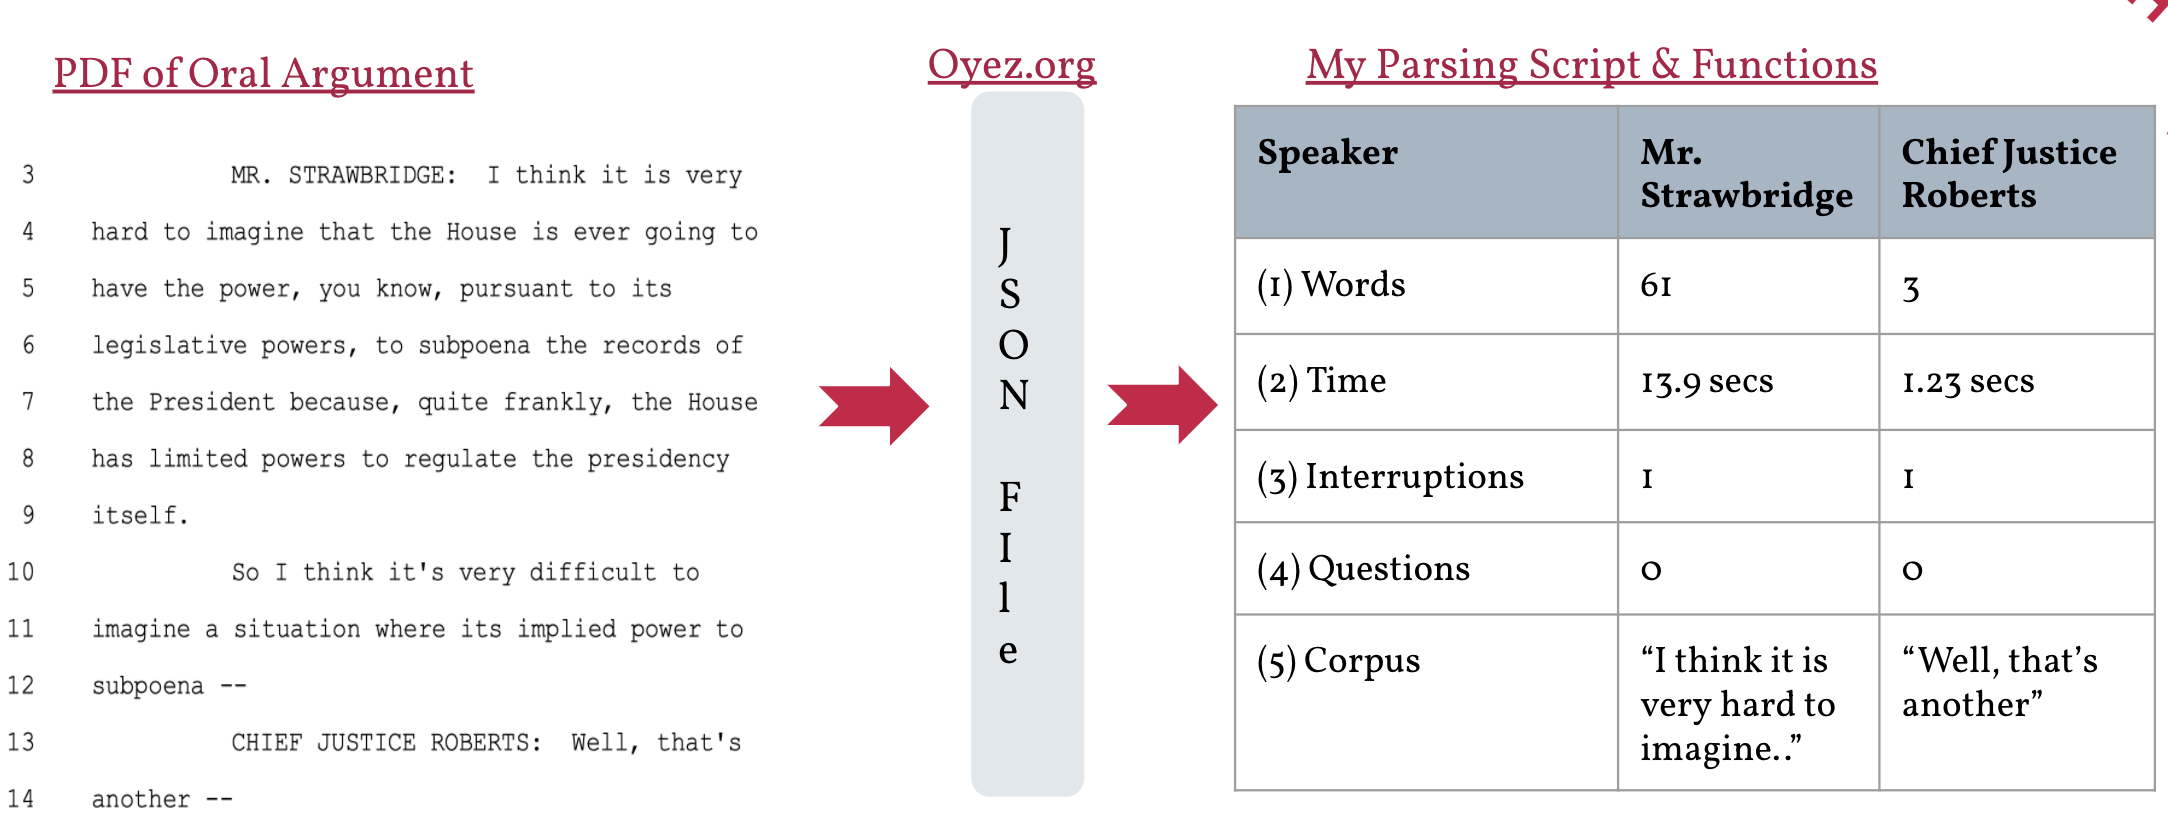 PDF of Oral Argument
3 MR. STRAWBRIDGE: I think it is very
4 hard to imagine that the House is ever going to
5 have the power, you know, pursuant to its
6 legislative powers, to subpoena the records of
7 the President because, quite frankly, the House
8 has limited powers to regulate the presidency
9 itself.
10 So I think it's very difficult to
11 imagine a situation where its implied power to
12 subpoena --
13 CHIEF JUSTICE ROBERTS: Well, that's
14 another --
Oyez.org
J
S
O
N
F
I
l
e
My Parsing Script & Functions
Speaker
Mr.
Strawbridge
Chief Justice
Roberts
(1) Words
61
3
(2) Time
13.9 secs
1.23 secs
(3) Interruptions
1
1
(4) Questions
0
0
(5) Corpus
“I think it is
very hard to
imagine..”
“Well, that’s
another”